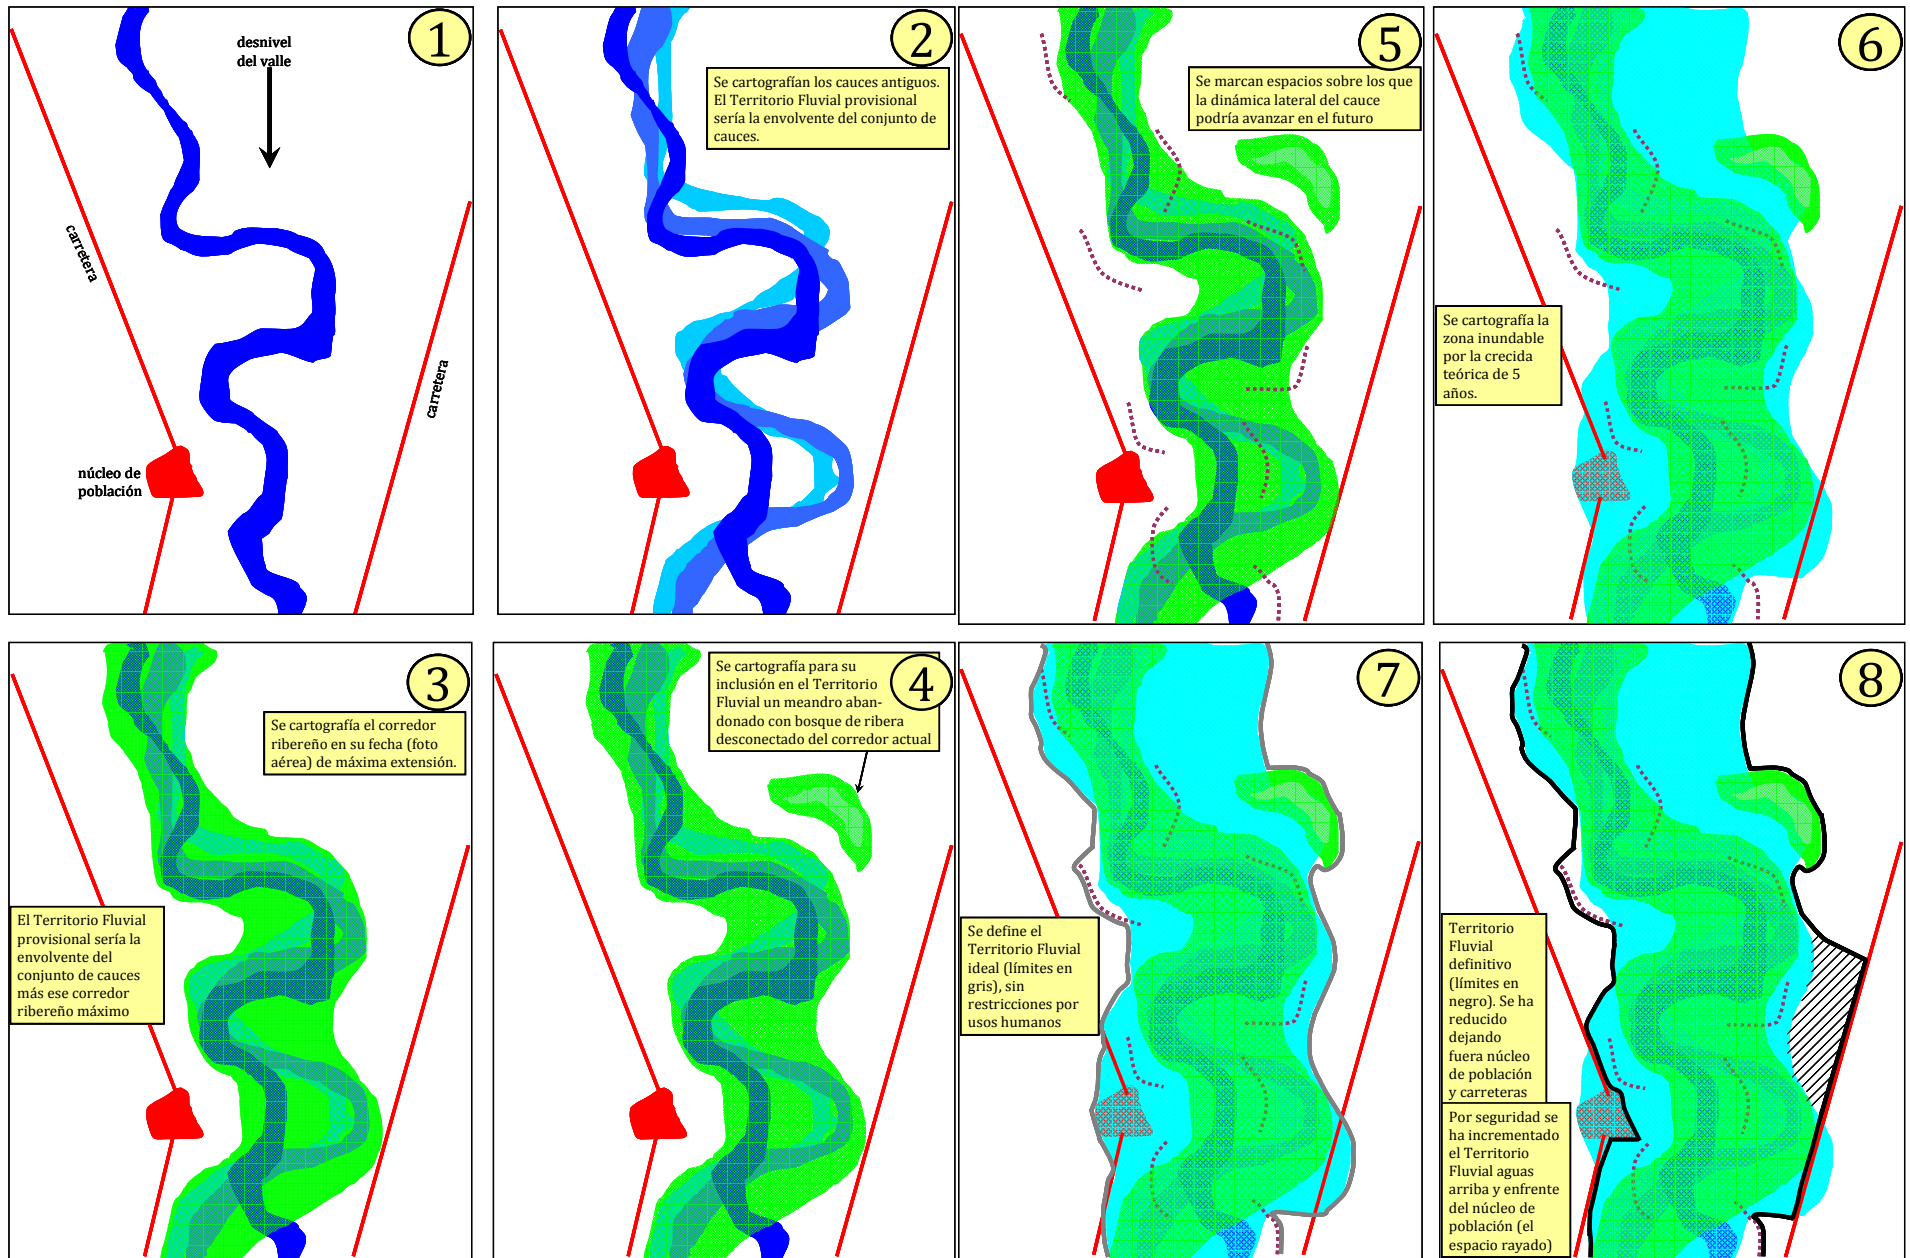 1
desnivel
del valle
carretera
carretera
núcleo de
población
2
Se cartografían los cauces antiguos.
El Territorio Fluvial provisional
sería la envolvente del conjunto de
cauces.
5
Se marcan espacios sobre los que
la dinámica lateral del cauce
podría avanzar en el futuro
6
Se cartografía la
zona inundable
por la crecida
teórica de 5
años.
3
Se cartografía el corredor
ribereño en su fecha (foto
aérea) de máxima extensión.
El Territorio Fluvial
provisional sería la
envolvente del
conjunto de cauces
más ese corredor
ribereño máximo
4
Se cartografía para su
inclusión en el Territorio
Fluvial un meandro aban-
donado con bosque de ribera
desconectado del corredor actual
7
Se define el
Territorio Fluvial
ideal (límites en
gris), sin
restricciones por
usos humanos
8
Territorio
Fluvial
definitivo
(límites en
negro). Se ha
reducido
dejando
fuera núcleo
de población
y carreteras
Por seguridad se
ha incrementado
el Territorio
Fluvial aguas
arriba y enfrente
del núcleo de
población (el
espacio rayado)